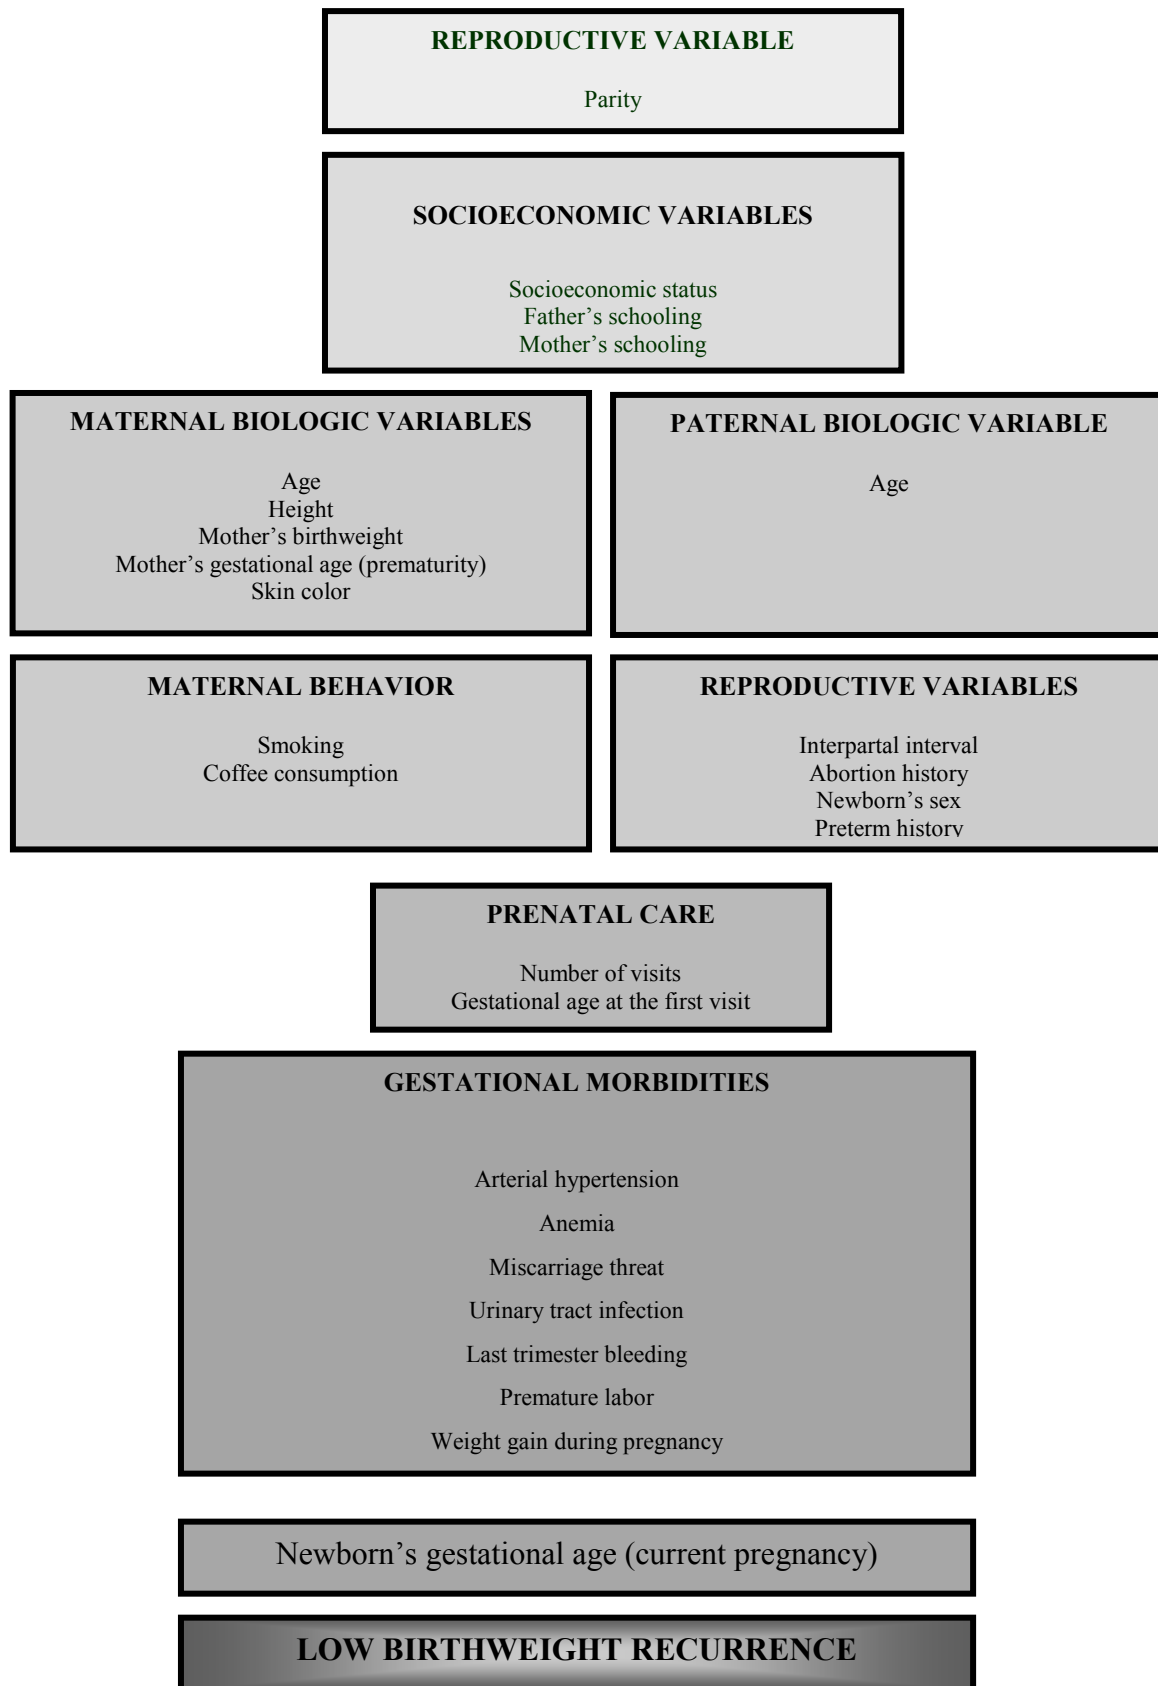 REPRODUCTIVE VARIABLE
Parity
SOCIOECONOMIC VARIABLES
Socioeconomic status
Father’s schooling
Mother’s schooling
MATERNAL BIOLOGIC VARIABLES
Age
Height
Mother’s birthweight
Mother’s gestational age (prematurity)
Skin color
PATERNAL BIOLOGIC VARIABLE
Age
MATERNAL BEHAVIOR
Smoking
Coffee consumption
REPRODUCTIVE VARIABLES
Interpartal interval
Abortion history
Newborn’s sex
Preterm history
PRENATAL CARE
Number of visits
Gestational age at the first visit
GESTATIONAL MORBIDITIES
Arterial hypertension
Anemia
Miscarriage threat
Urinary tract infection
Last trimester bleeding
Premature labor
Weight gain during pregnancy
Newborn’s gestational age (current pregnancy)
LOW BIRTHWEIGHT RECURRENCE